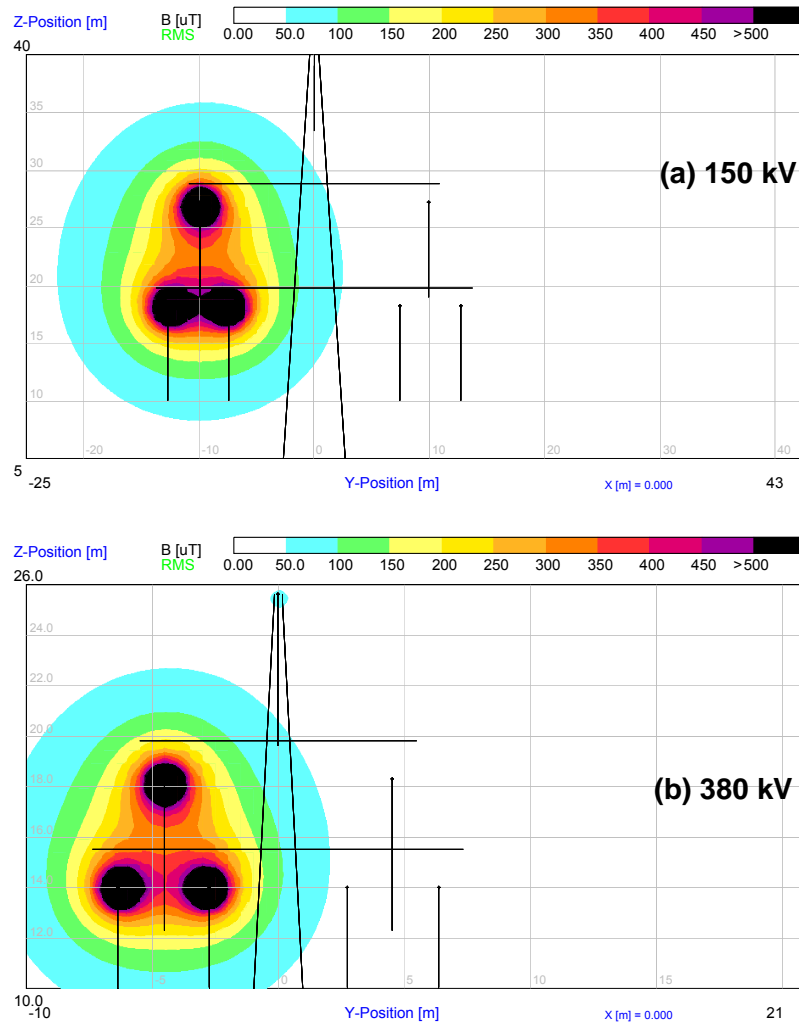 Z-Position [m] B [uT]
RMS 0.00 50.0 100 150 200 250 300 350 400 450 >500
40
35
30
25
20
15
10
(a) 150 kV
-20 -10 0 10 20 30 40
5
-25 Y-Position [m] X [m] = 0.000 43
Z-Position [m] B [uT]
RMS 0.00 50.0 100 150 200 250 300 350 400 450 >500
26.0
24.0
22.0
20.0
18.0
16.0
14.0
12.0
(b) 380 kV
-5 0 5 10 15 20
10.0
-10 Y-Position [m] X [m] = 0.000 21